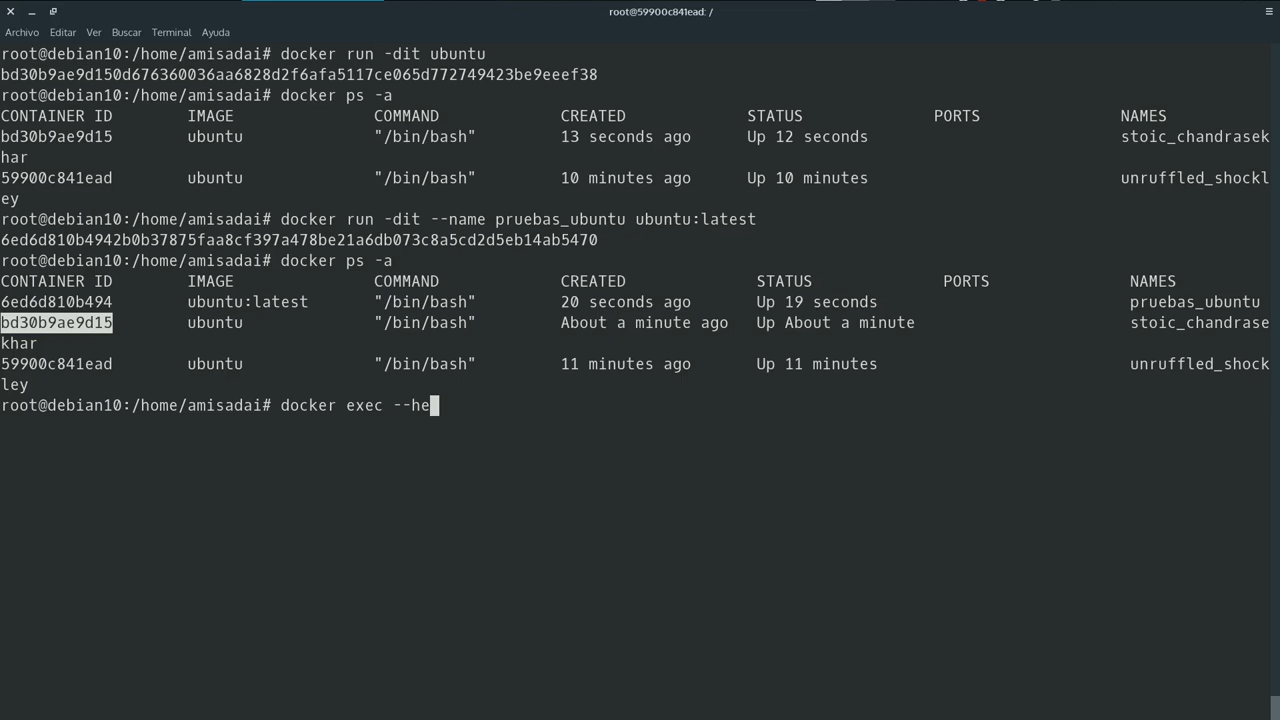 root@59900c841ead: /
Archivo Editar Ver Buscar Terminal Ayuda
root@debian10:/home/amisadai# docker run -dit ubuntu
bd30b9ae9d150d676360036aa6828d2f6afa5117ce065d772749423be9eeef38
root@debian10:/home/amisadai# docker ps -a
CONTAINER ID IMAGE COMMAND CREATED STATUS PORTS NAMES
bd30b9ae9d15 ubuntu "/bin/bash" 13 seconds ago Up 12 seconds stoic_chandrasek
har
59900c841ead ubuntu "/bin/bash" 10 minutes ago Up 10 minutes unruffled_shockl
ey
root@debian10:/home/amisadai# docker run -dit --name pruebas_ubuntu ubuntu:latest
6ed6d810b4942b0b37875faa8cf397a478be21a6db073c8a5cd2d5eb14ab5470
root@debian10:/home/amisadai# docker ps -a
CONTAINER ID IMAGE COMMAND CREATED STATUS PORTS NAMES
6ed6d810b494 ubuntu:latest "/bin/bash" 20 seconds ago Up 19 seconds pruebas_ubuntu
bd30b9ae9d15 ubuntu "/bin/bash" About a minute ago Up About a minute stoic_chandrase
khar
59900c841ead ubuntu "/bin/bash" 11 minutes ago Up 11 minutes unruffled_shock
ley
root@debian10:/home/amisadai# docker exec --he